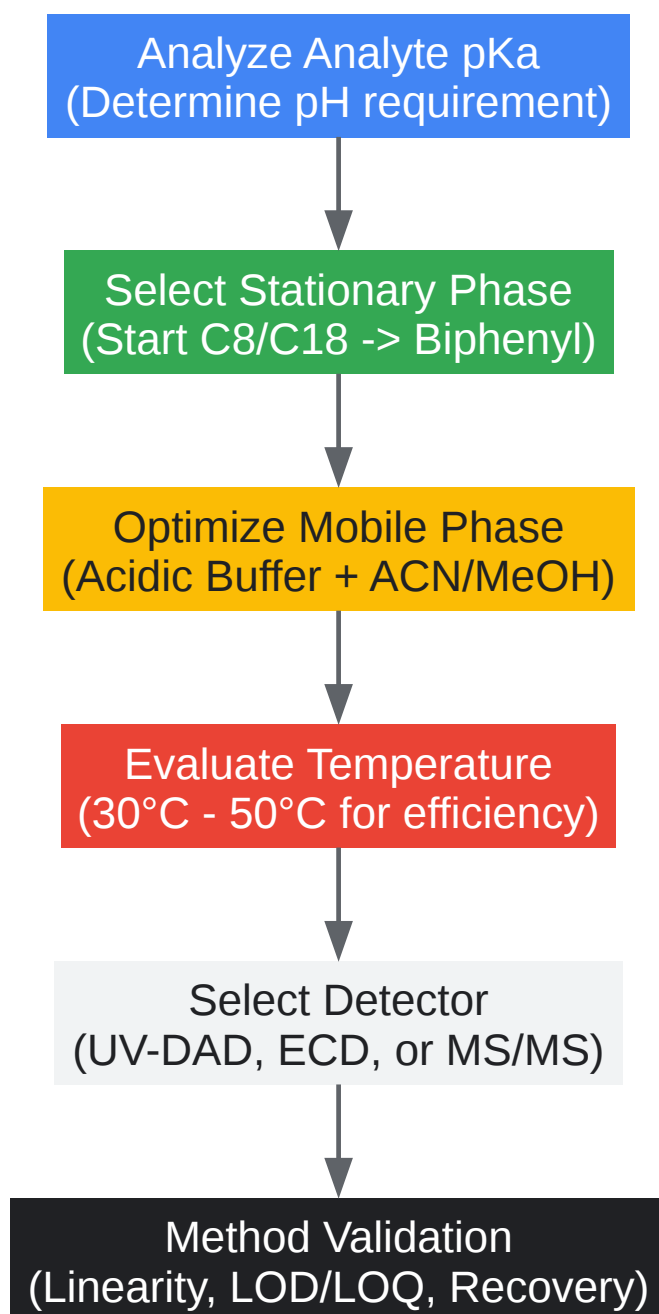 Analyze Analyte pKa
(Determine pH requirement)
Select Stationary Phase
(Start C8/C18 -> Biphenyl)
Optimize Mobile Phase
(Acidic Buffer + ACN/MeOH)
Evaluate Temperature
(30°C - 50°C for efficiency)
Select Detector
(UV-DAD, ECD, or MS/MS)
Method Validation
(Linearity, LOD/LOQ, Recovery)